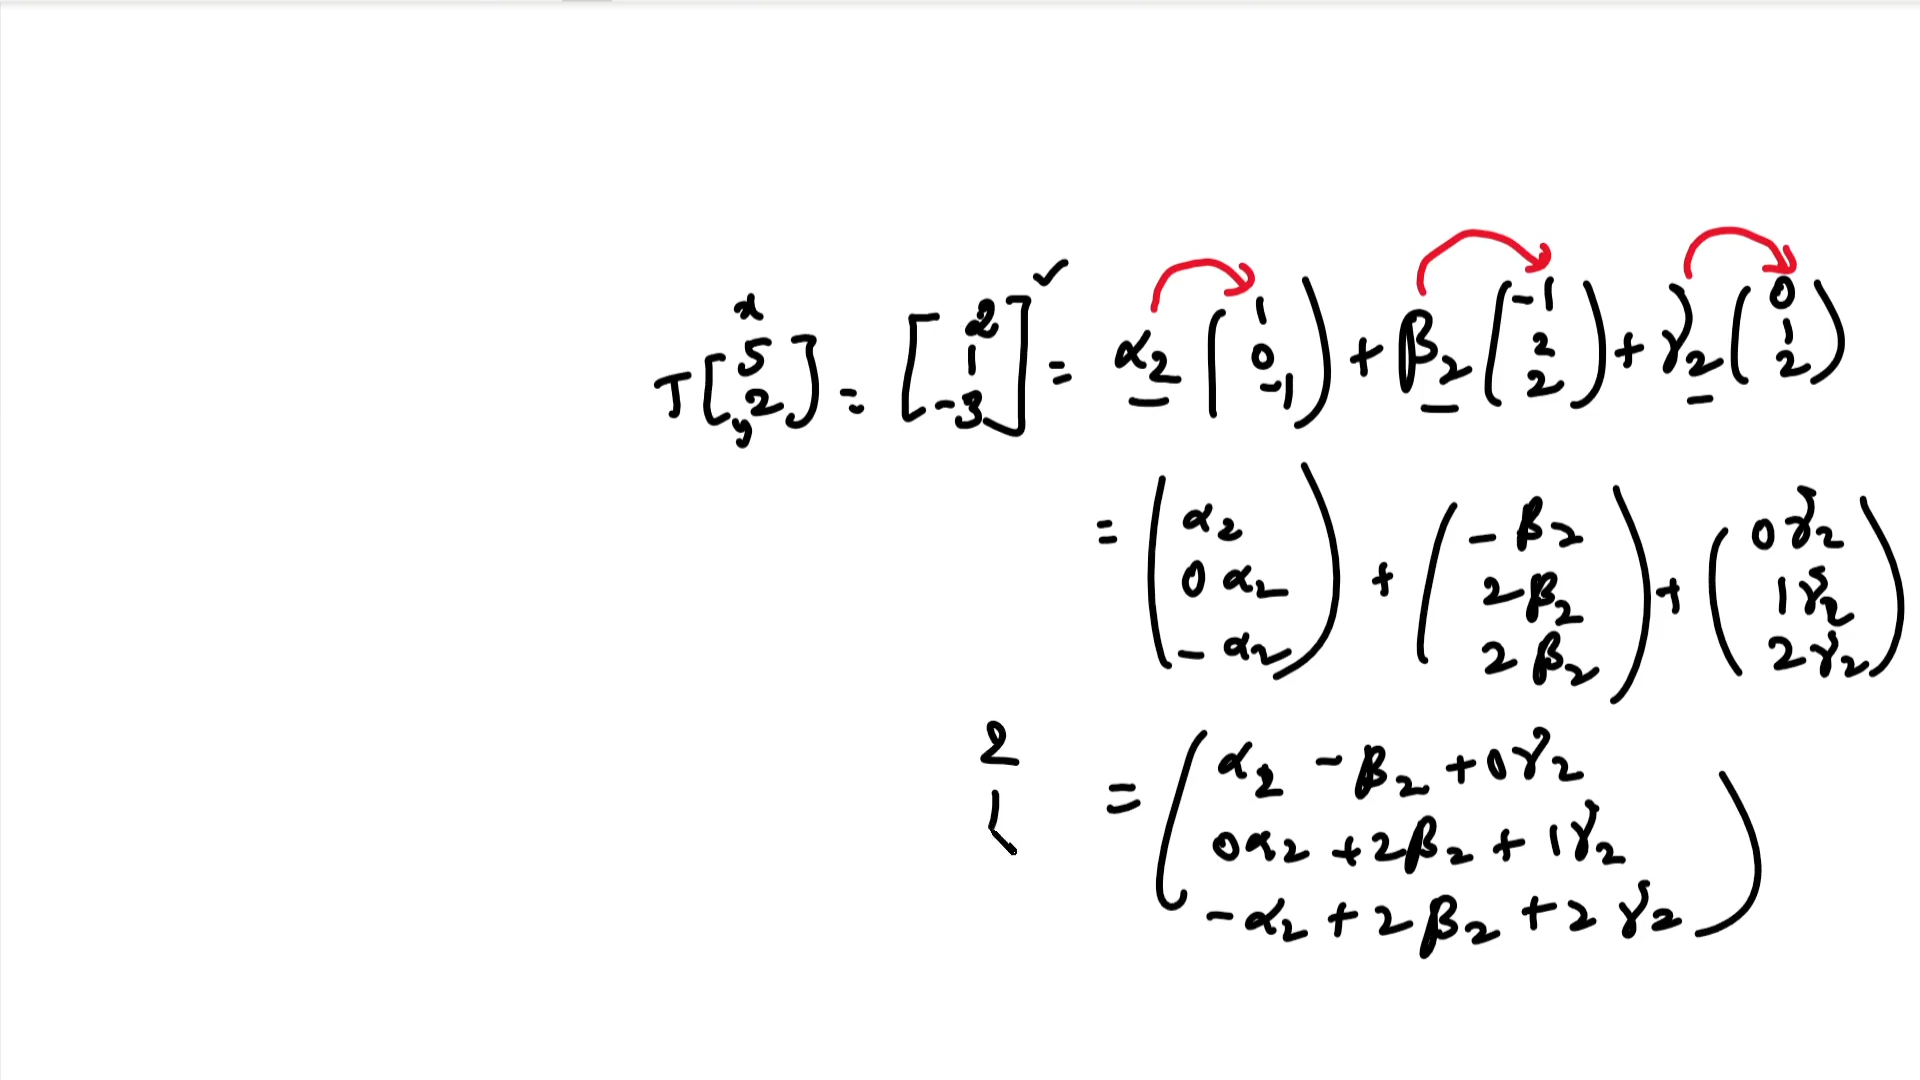 T[x 5 2 y] = [2 1 -3] ✓ = α2 (1 0 -1) + β2 (-1 2 2) + γ2 (0 1 2)
= (α2 0α2 -α2) + (-β2 2β2 2β2) + (0γ2 1γ2 2γ2)
2 = (α2 - β2 + 0γ2
1 0α2 + 2β2 + 1γ2
-α2 + 2β2 + 2γ2)